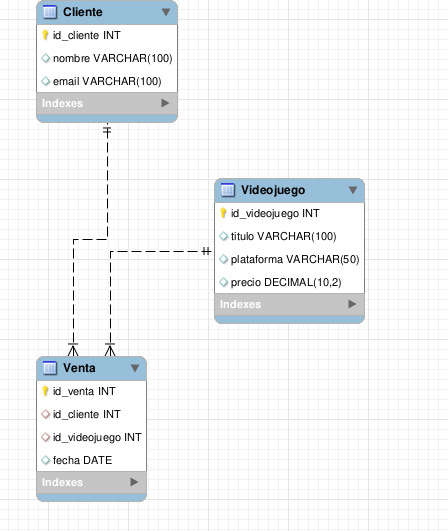 Cliente
id_cliente INT
nombre VARCHAR(100)
email VARCHAR(100)
Indexes
Videojuego
id_videojuego INT
titulo VARCHAR(100)
plataforma VARCHAR(50)
precio DECIMAL(10,2)
Indexes
Venta
id_venta INT
id_cliente INT
id_videojuego INT
fecha DATE
Indexes